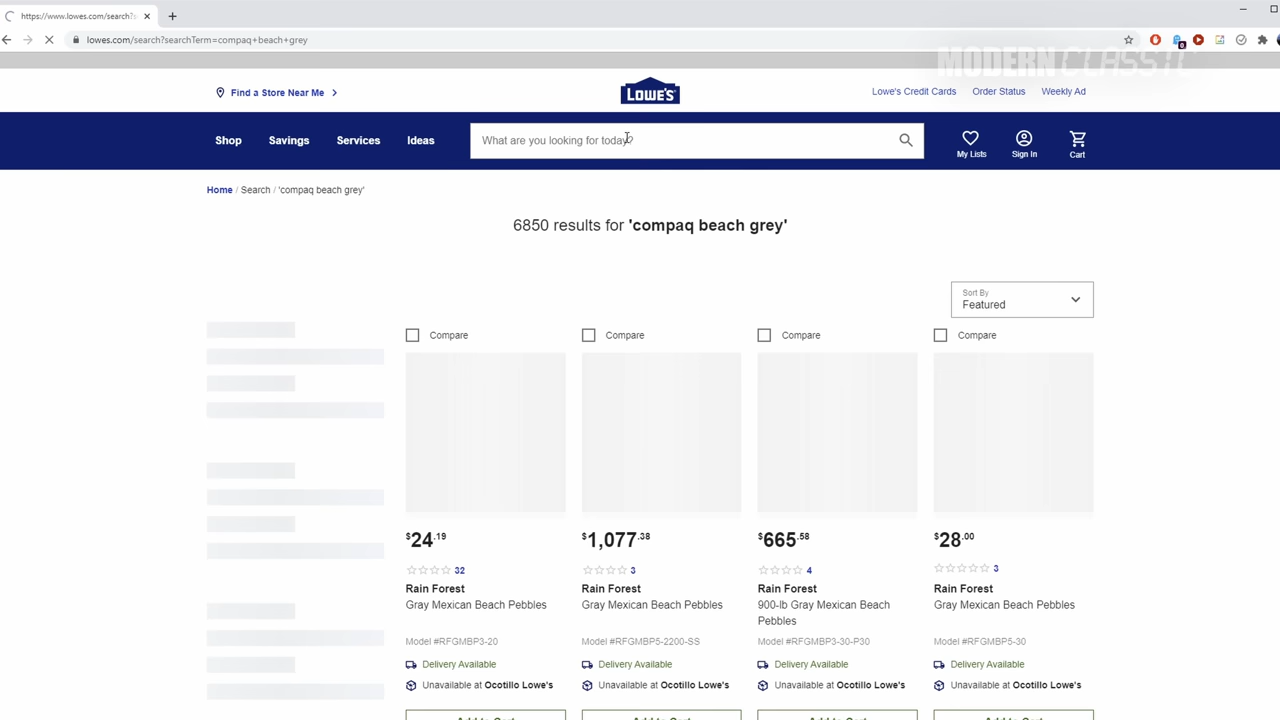 https://www.lowes.com/search?s
lowes.com/search?searchTerm=compaq+beach+grey
MODERN CLASSIC
Find a Store Near Me
LOWE'S
Lowe's Credit Cards
Order Status
Weekly Ad
Shop
Savings
Services
Ideas
What are you looking for today?
My Lists
Sign In
Cart
Home / Search / 'compaq beach grey'
6850 results for 'compaq beach grey'
Sort By
Featured
Compare
Compare
Compare
Compare
$24.19
$1,077.38
$665.58
$28.00
32
3
4
3
Rain Forest
Rain Forest
Rain Forest
Rain Forest
Gray Mexican Beach Pebbles
Gray Mexican Beach Pebbles
900-lb Gray Mexican Beach
Pebbles
Gray Mexican Beach Pebbles
Model #RFGMBP3-20
Model #RFGMBP5-2200-SS
Model #RFGMBP3-30-P30
Model #RFGMBP5-30
Delivery Available
Delivery Available
Delivery Available
Delivery Available
Unavailable at Ocotillo Lowe's
Unavailable at Ocotillo Lowe's
Unavailable at Ocotillo Lowe's
Unavailable at Ocotillo Lowe's